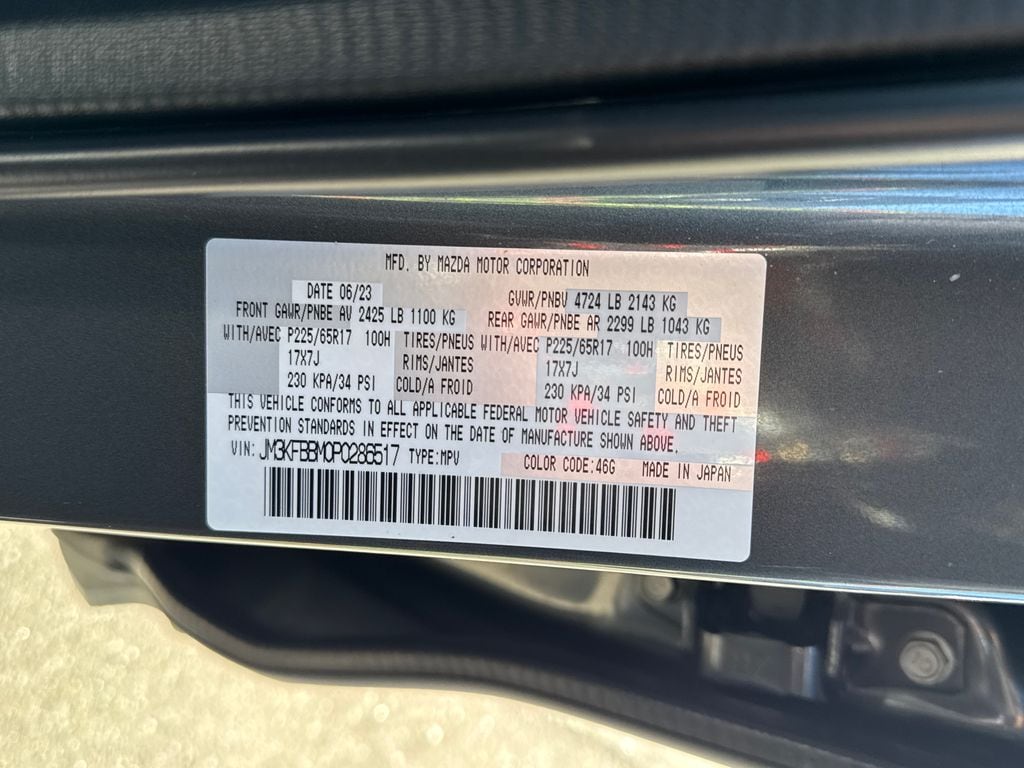 MFD. BY MAZDA MOTOR CORPORATION
DATE 06/23 GVWR/PNBV 4724 LB 2143 KG
FRONT GAWR/PNBE AV 2425 LB 1100 KG REAR GAWR/PNBE AR 2299 LB 1043 KG
WITH/AVEC P225/65R17 100H TIRES/PNEUS WITH/AVEC P225/65R17 100H TIRES/PNEUS
17X7J RIMS/JANTES 17X7J RIMS/JANTES
230 KPA/34 PSI COLD/A FROID 230 KPA/34 PSI COLD/A FROID
THIS VEHICLE CONFORMS TO ALL APPLICABLE FEDERAL MOTOR VEHICLE SAFETY AND THEFT
PREVENTION STANDARDS IN EFFECT ON THE DATE OF MANUFACTURE SHOWN ABOVE.
VIN: JM3KFBBM0P0286517 TYPE:MPV COLOR CODE:46G MADE IN JAPAN